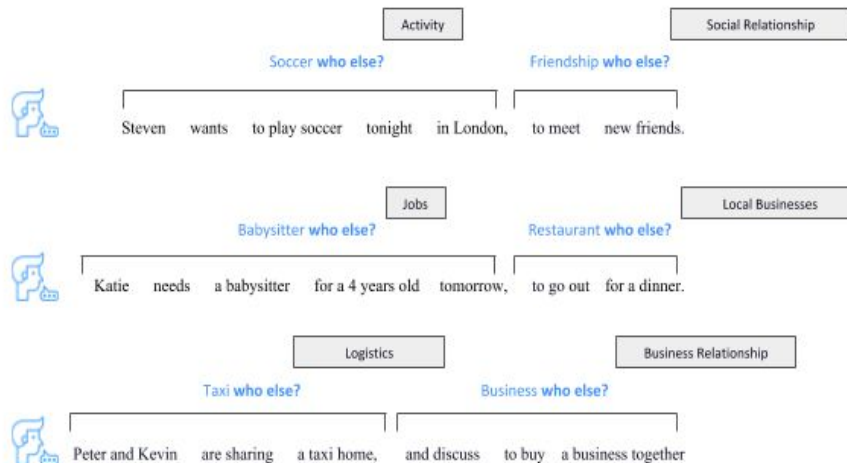 Activity Social Relationship
Soccer who else? Friendship who else?
Steven wants to play soccer tonight in London, to meet new friends.
Jobs Local Businesses
Babysitter who else? Restaurant who else?
Katie needs a babysitter for a 4 years old tomorrow, to go out for a dinner.
Logistics Business Relationship
Taxi who else? Business who else?
Peter and Kevin are sharing a taxi home, and discuss to buy a business together